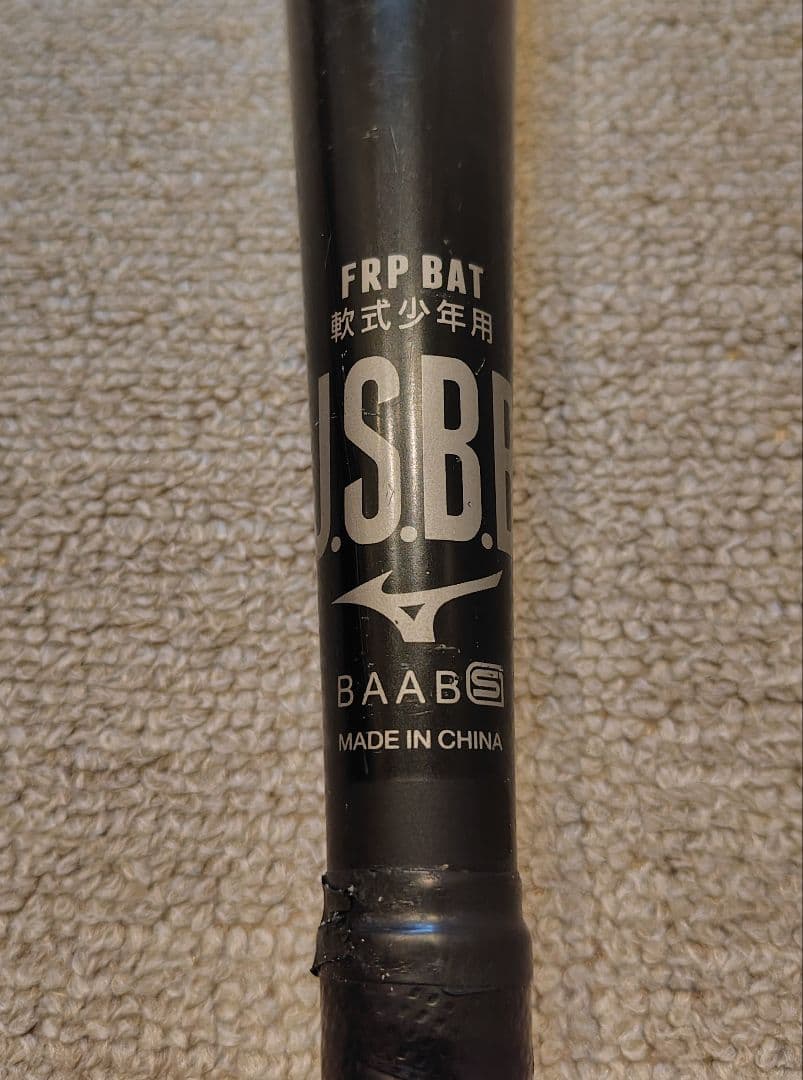 FRP BAT
軟式少年用
J.S.B.B
BAAB S
MADE IN CHINA